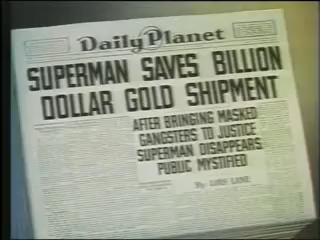 Daily Planet
SUPERMAN SAVES BILLION
DOLLAR GOLD SHIPMENT
AFTER BRINGING MASKED
GANGSTERS TO JUSTICE
SUPERMAN DISAPPEARS
PUBLIC MYSTIFIED
By LOIS LANE